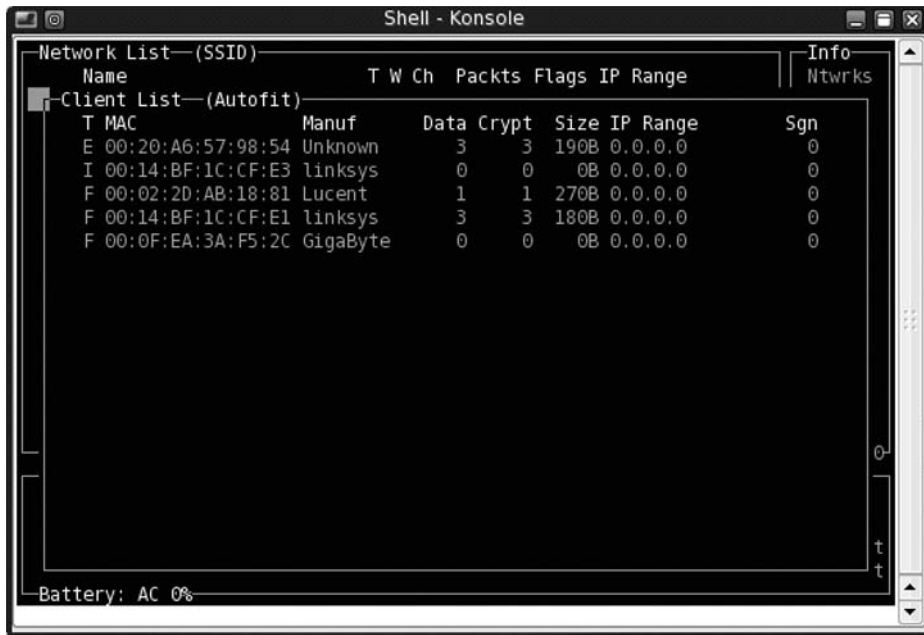 Shell - Konsole
Network List—(SSID) Info
Name T W Ch Packts Flags IP Range Ntwrks
Client List—(Autofit)
T MAC Manuf Data Crypt Size IP Range Sgn
E 00:20:A6:57:98:54 Unknown 3 3 190B 0.0.0.0 0
I 00:14:BF:1C:CF:E3 linksys 0 0 0B 0.0.0.0 0
F 00:02:2D:AB:18:81 Lucent 1 1 270B 0.0.0.0 0
F 00:14:BF:1C:CF:E1 linksys 3 3 180B 0.0.0.0 0
F 00:0F:EA:3A:F5:2C GigaByte 0 0 0B 0.0.0.0 0
0
t
t
Battery: AC 0%